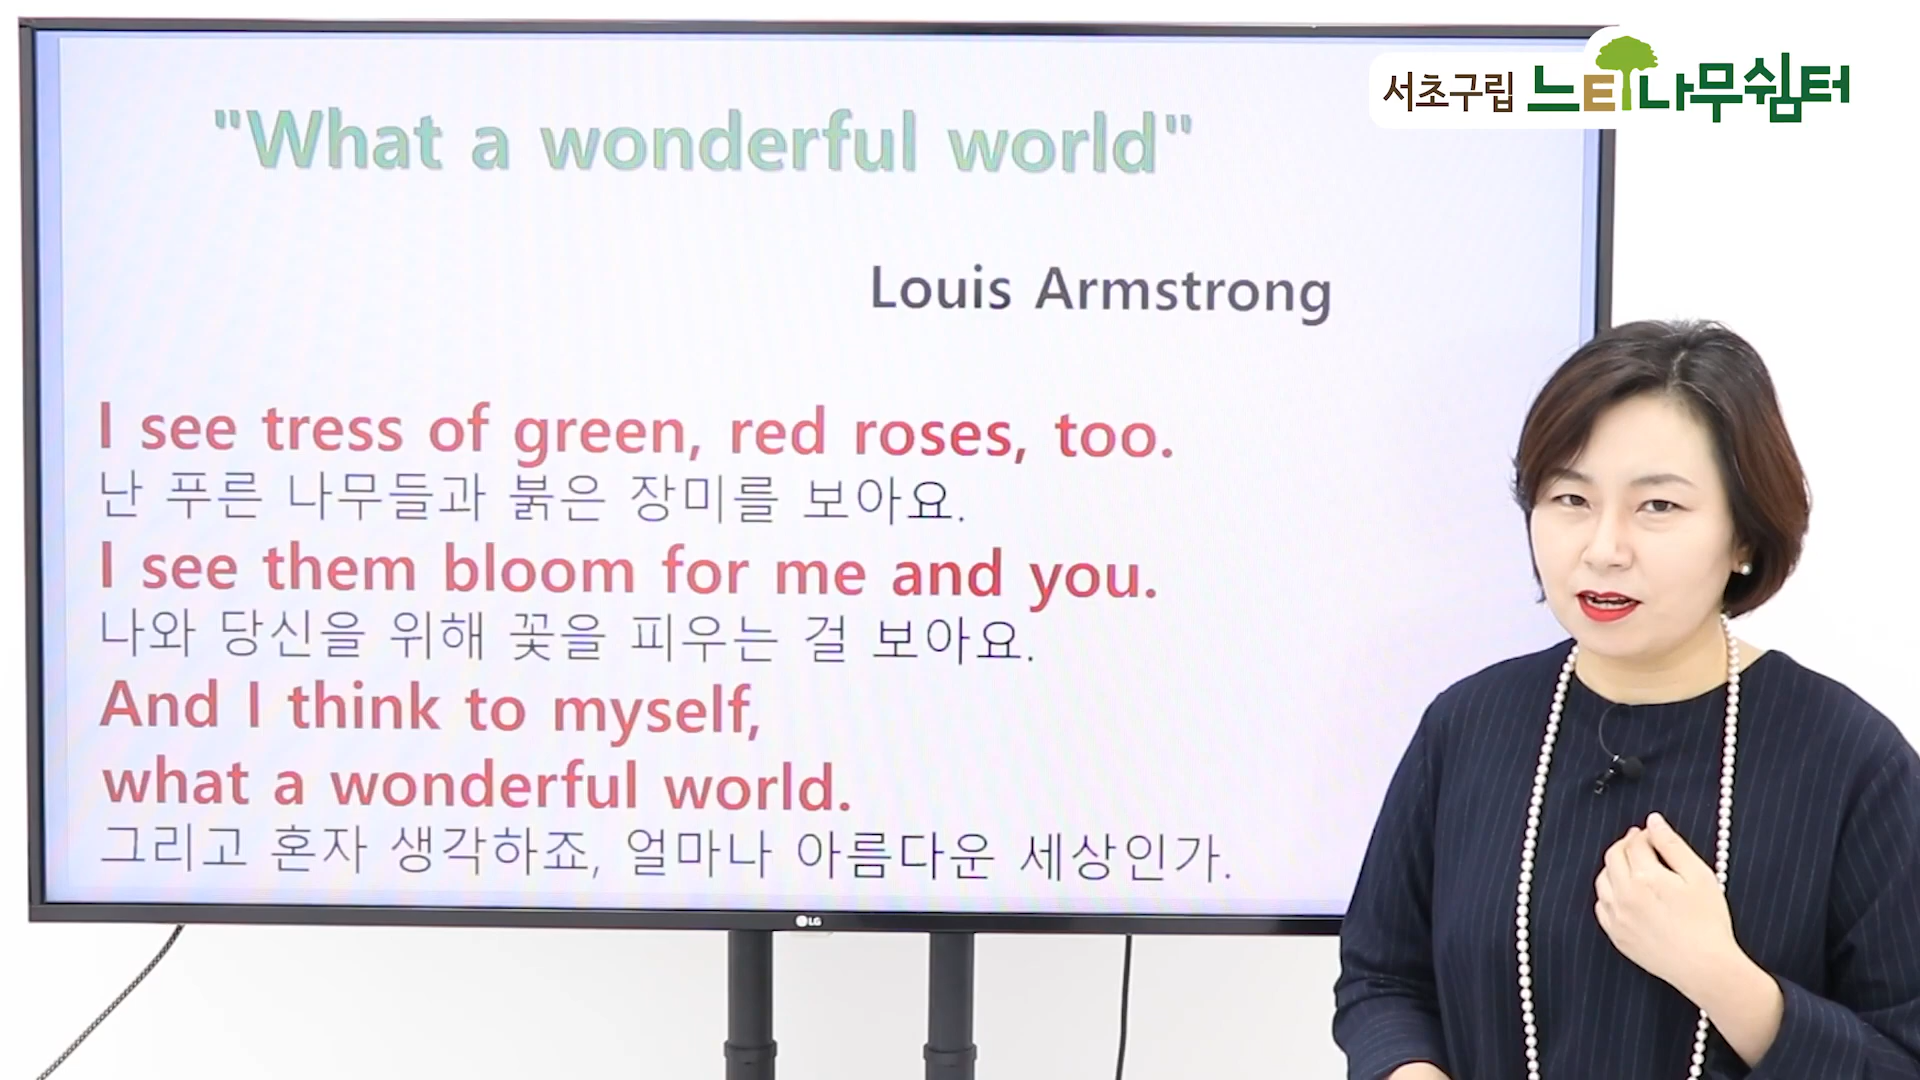 서초구립 느티나무쉼터
"What a wonderful world"
Louis Armstrong
I see tress of green, red roses, too.
난 푸른 나무들과 붉은 장미를 보아요.
I see them bloom for me and you.
나와 당신을 위해 꽃을 피우는 걸 보아요.
And I think to myself,
what a wonderful world.
그리고 혼자 생각하죠, 얼마나 아름다운 세상인가.
LG